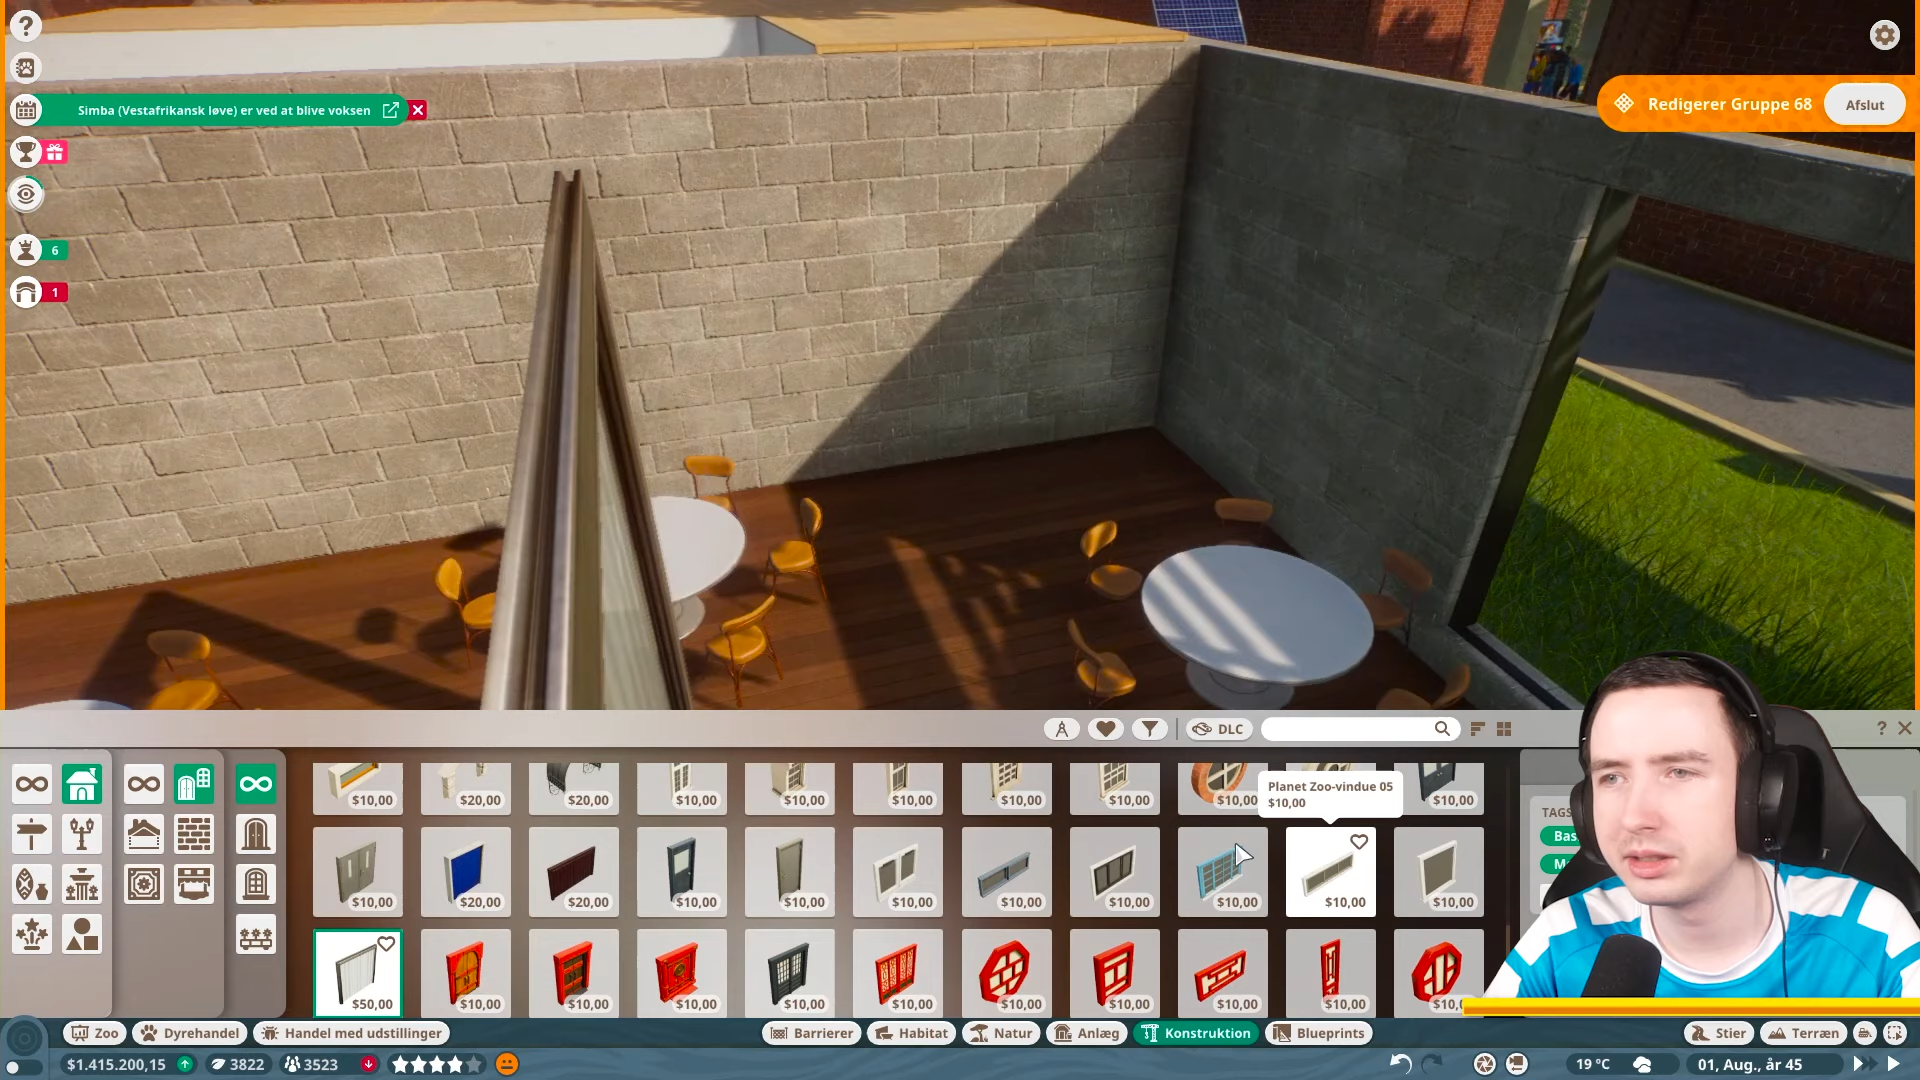 Simba (Vestafrikansk løve) er ved at blive voksen
6
1
Redigerer Gruppe 68
Afslut
DLC
?
$10,00 $20,00 $20,00 $10,00 $10,00 $10,00 $10,00 $10,00 $10,00 $10,00
Planet Zoo-vindue 05
$10,00
$10,00 $20,00 $20,00 $10,00 $10,00 $10,00 $10,00 $10,00 $10,00 $10,00 $10,00
$50,00 $10,00 $10,00 $10,00 $10,00 $10,00 $10,00 $10,00 $10,00 $10,00 $10,0
TAGS
Bas
M
Zoo
Dyrehandel
Handel med udstillinger
Barrierer
Habitat
Natur
Anlæg
Konstruktion
Blueprints
Stier
Terræn
$1.415.200,15
3822
3523
19 °C
01, Aug., år 45